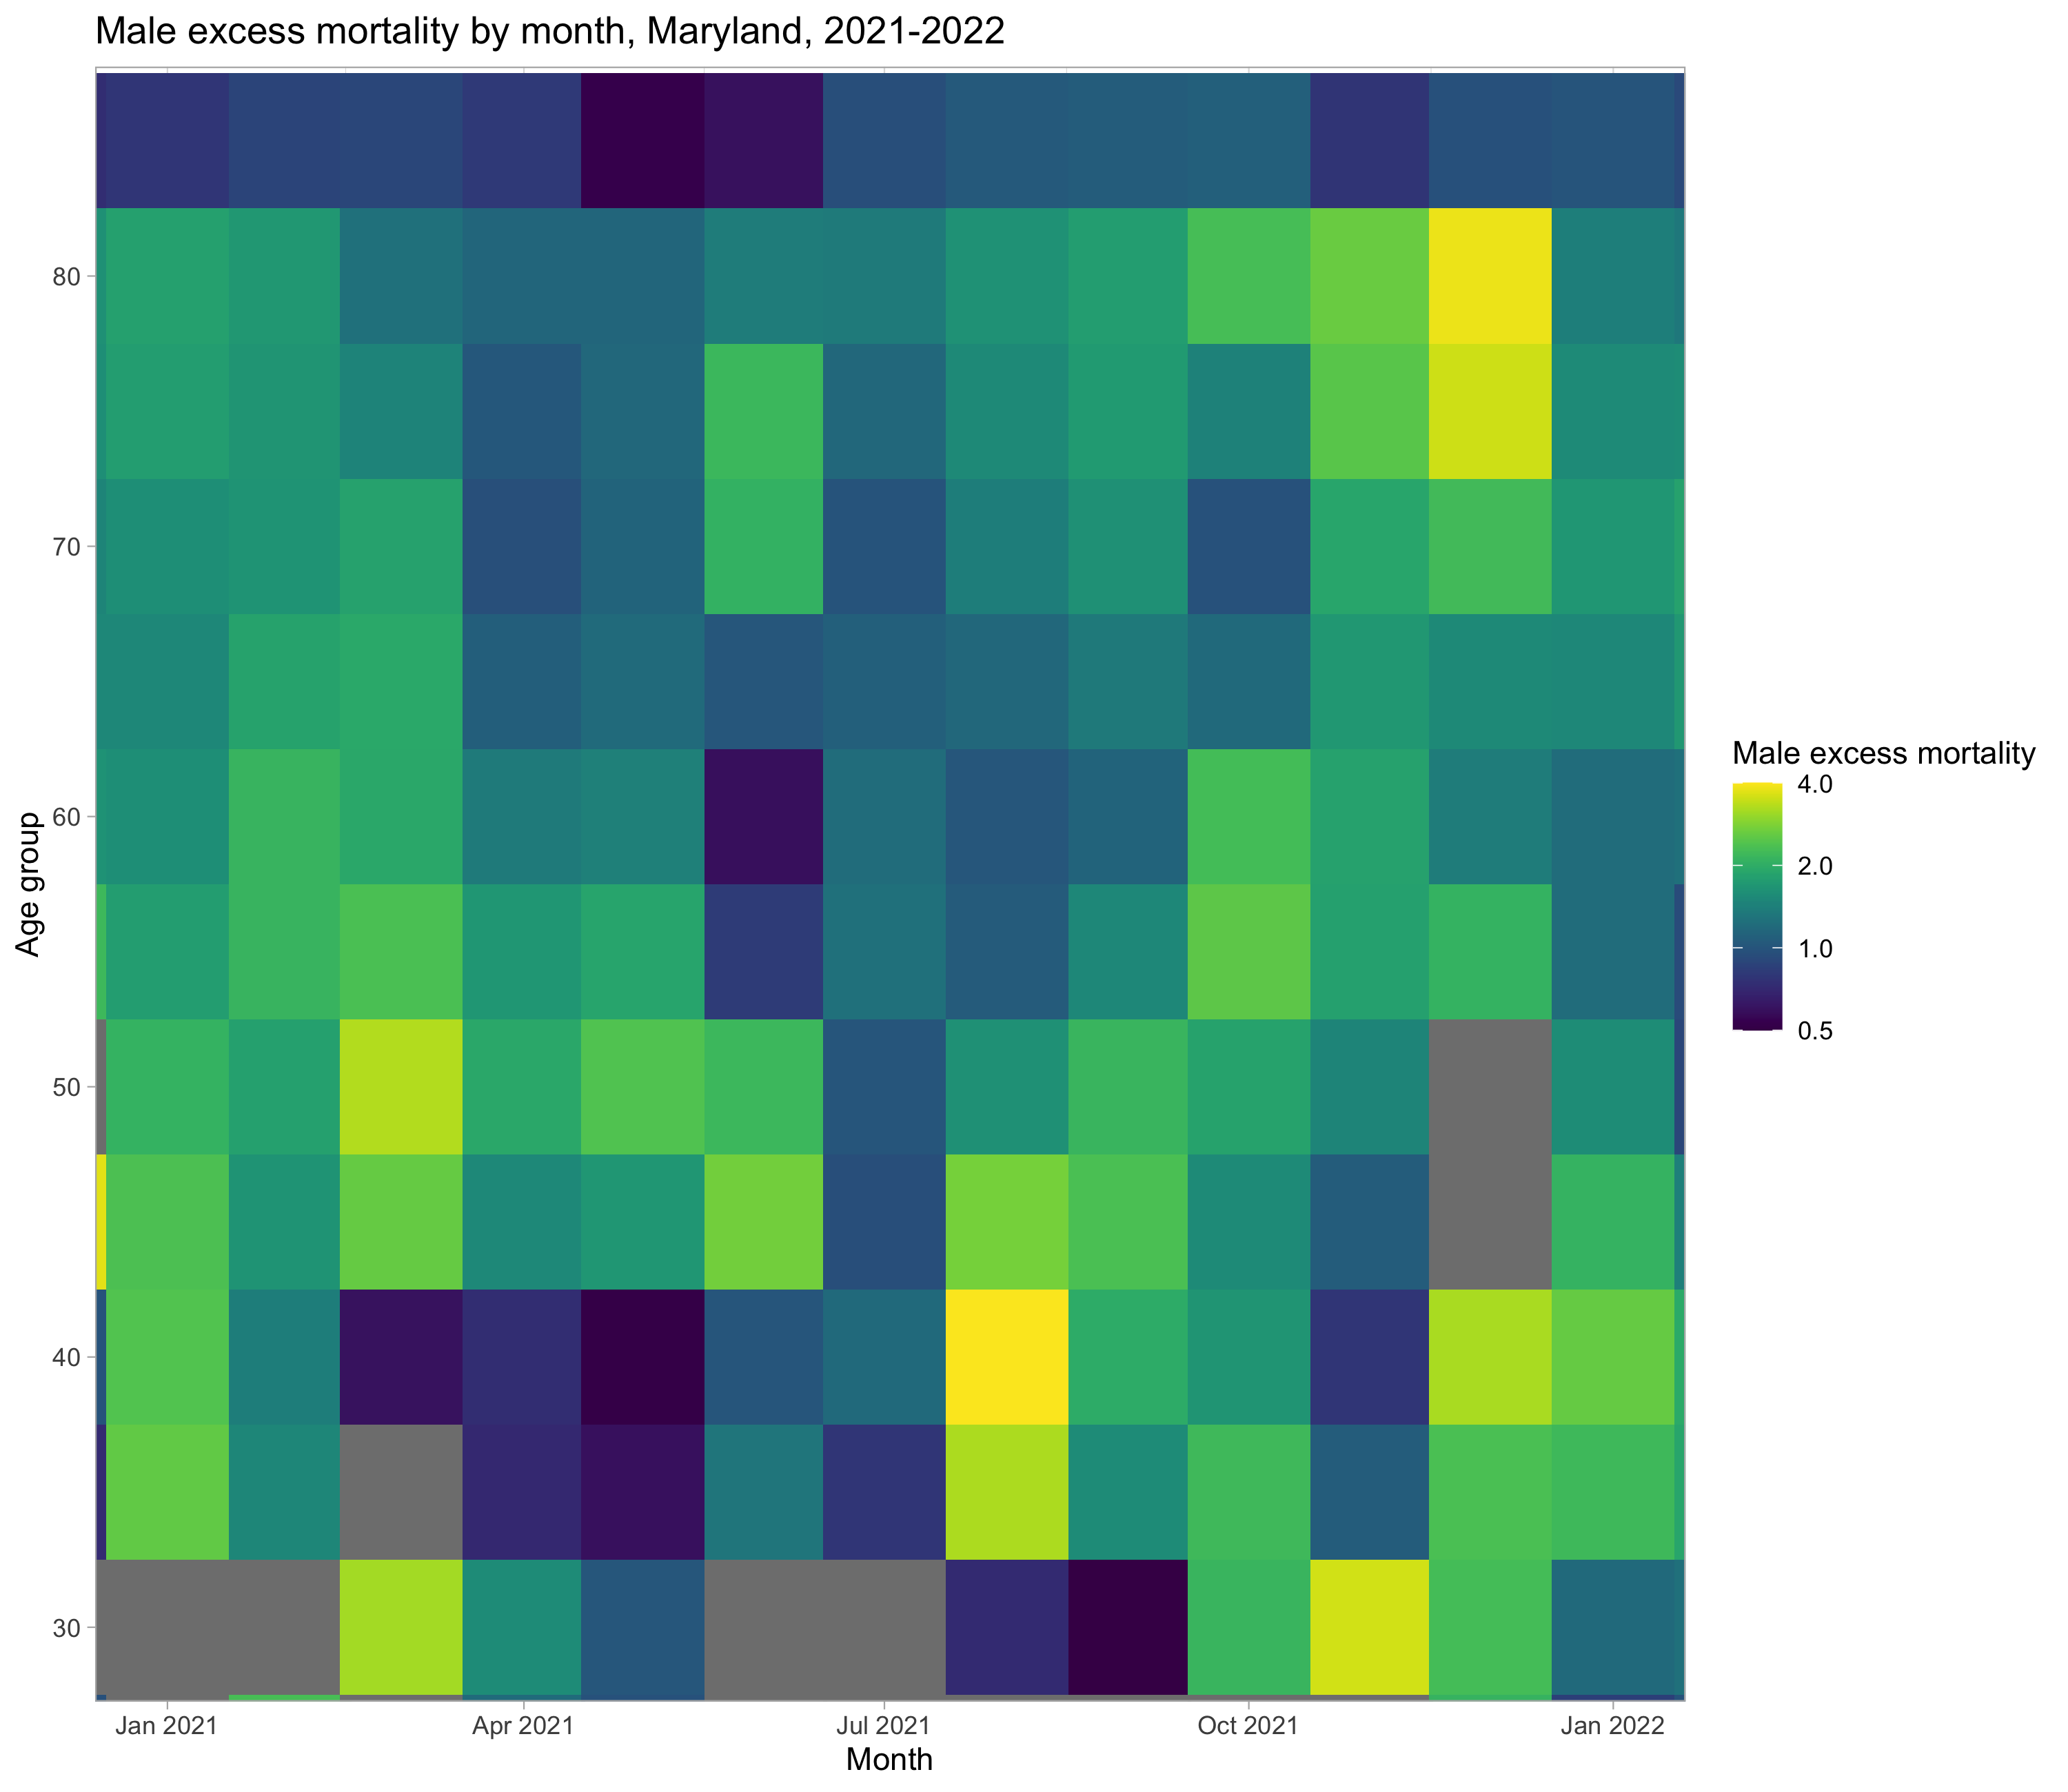 Male excess mortality by month, Maryland, 2021-2022
80
70
60
50
40
30
Age group
Jan 2021 Apr 2021 Jul 2021 Oct 2021 Jan 2022
Month
Male excess mortality
4.0
2.0
1.0
0.5